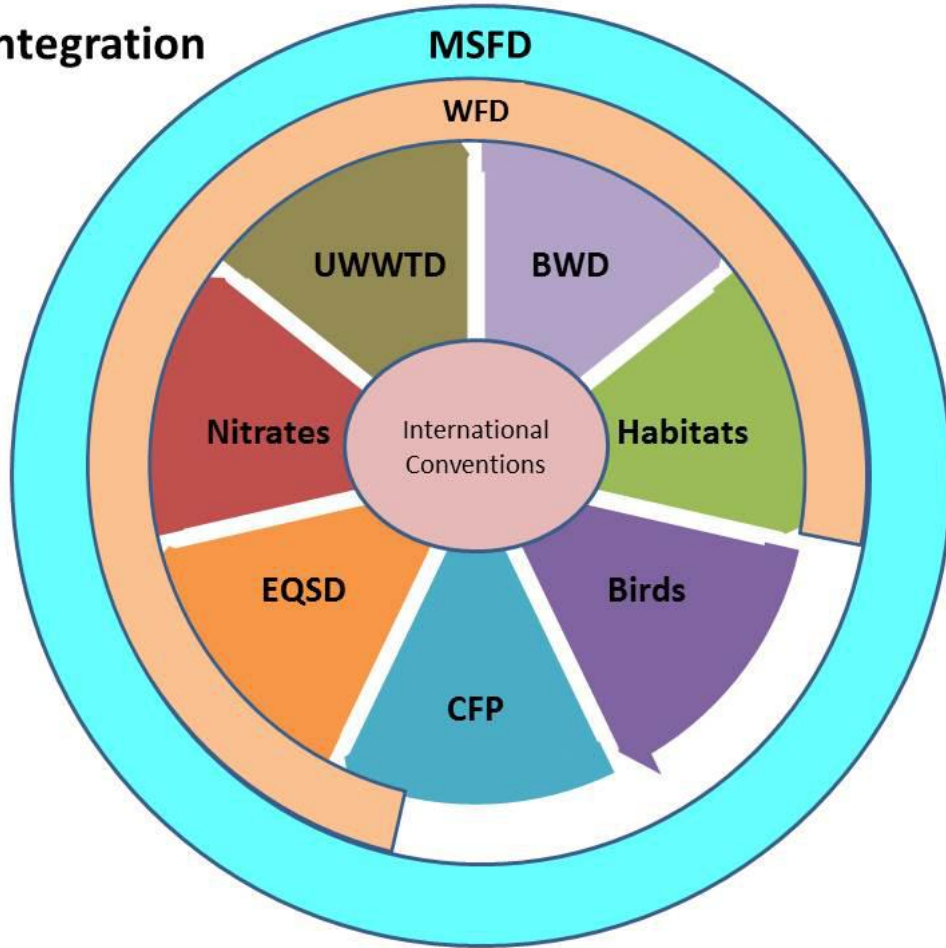 ntegration
MSFD
WFD
UWWTD
BWD
Nitrates
International
Conventions
Habitats
EQSD
Birds
CFP